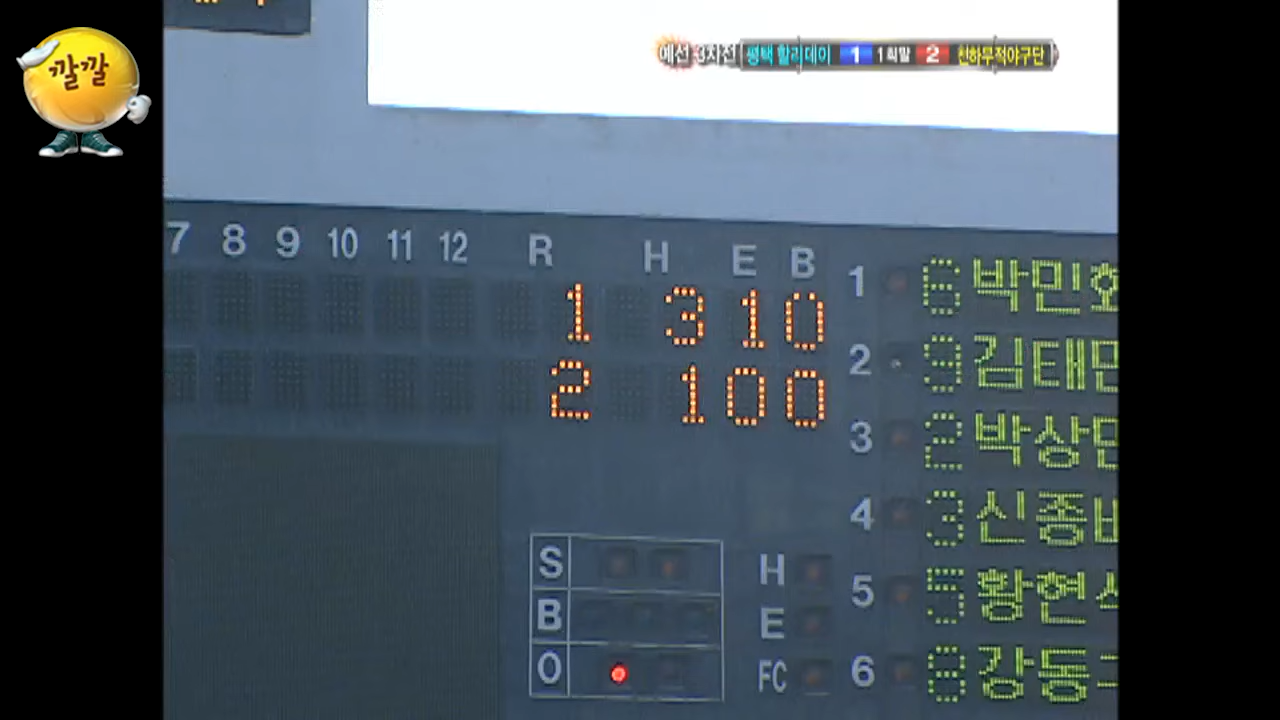 깔깔
예선 3차전 평택 할리데이 1 1회말 2 천하무적야구단
7 8 9 10 11 12 R H E B
1 3 1 0
2 1 0 0
1 6 박민
2 9 김태민
3 2 박상민
4 3 신종
5 5 황현
6 8 강동
S
B
O
H
E
FC